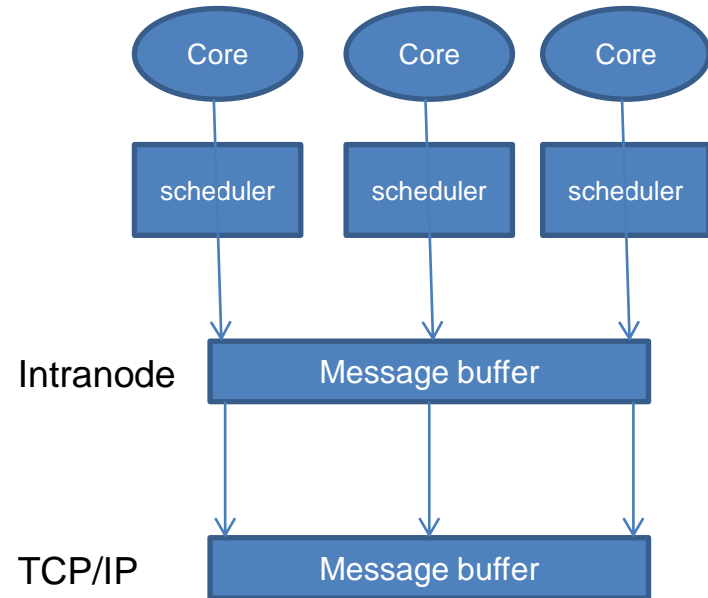 Core
Core
Core
scheduler
scheduler
scheduler
Intranode
Message buffer
TCP/IP
Message buffer